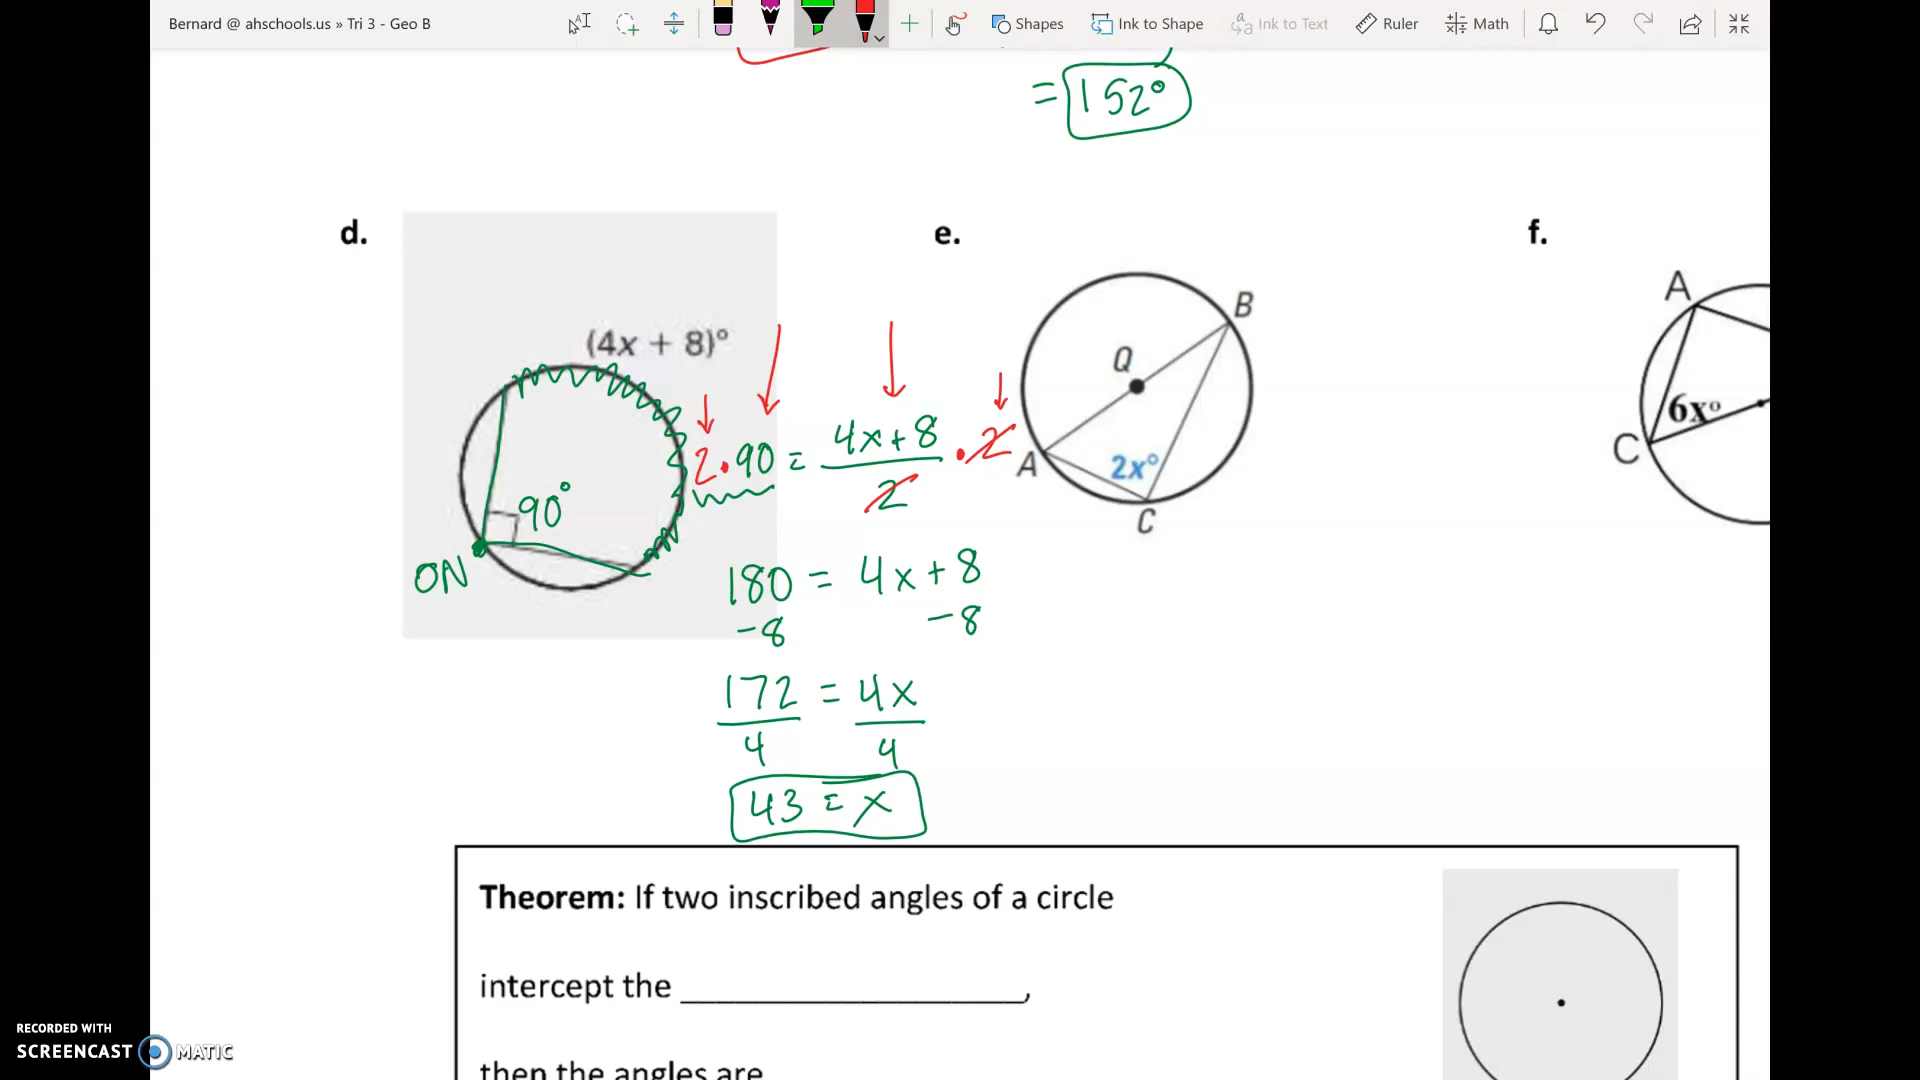 Bernard @ ahschools.us » Tri 3 - Geo B
Shapes
Ink to Shape
Ink to Text
Ruler
Math
= 152°
d.
(4x + 8)°
90°
ON
2 • 90 = 4x+8 / 2 • 2
180 = 4x + 8
-8 -8
172 = 4x
4 4
43 = x
e.
B
Q
A
2x°
C
f.
A
6x°
C
Theorem: If two inscribed angles of a circle
intercept the ____________________,
then the angles are
RECORDED WITH
SCREENCAST MATIC